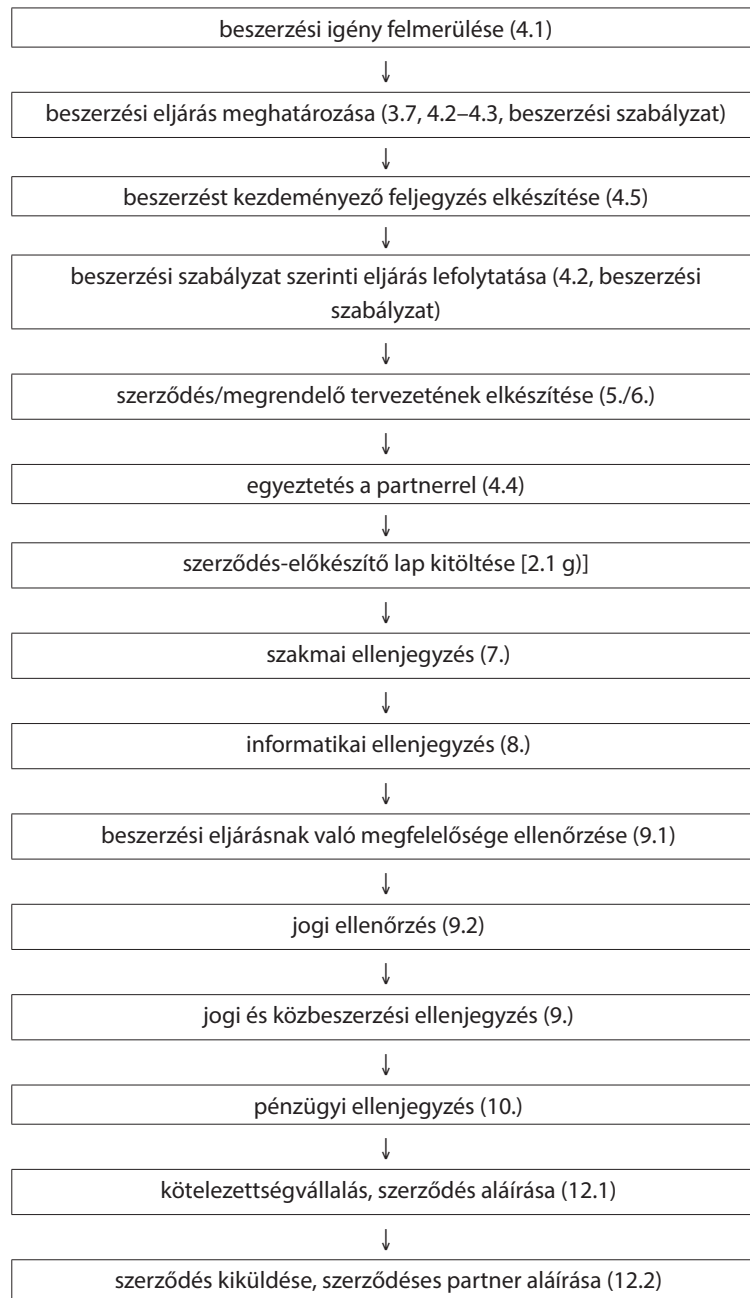 beszerzési igény felmerülése (4.1)
↓
beszerzési eljárás meghatározása (3.7, 4.2–4.3, beszerzési szabályzat)
↓
beszerzést kezdeményező feljegyzés elkészítése (4.5)
↓
beszerzési szabályzat szerinti eljárás lefolytatása (4.2, beszerzési
szabályzat)
↓
szerződés/megrendelő tervezetének elkészítése (5./6.)
↓
egyeztetés a partnerrel (4.4)
↓
szerződés-előkészítő lap kitöltése [2.1 g)]
↓
szakmai ellenjegyzés (7.)
↓
informatikai ellenjegyzés (8.)
↓
beszerzési eljárásnak való megfelelősége ellenőrzése (9.1)
↓
jogi ellenőrzés (9.2)
↓
jogi és közbeszerzési ellenjegyzés (9.)
↓
pénzügyi ellenjegyzés (10.)
↓
kötelezettségvállalás, szerződés aláírása (12.1)
↓
szerződés kiküldése, szerződéses partner aláírása (12.2)